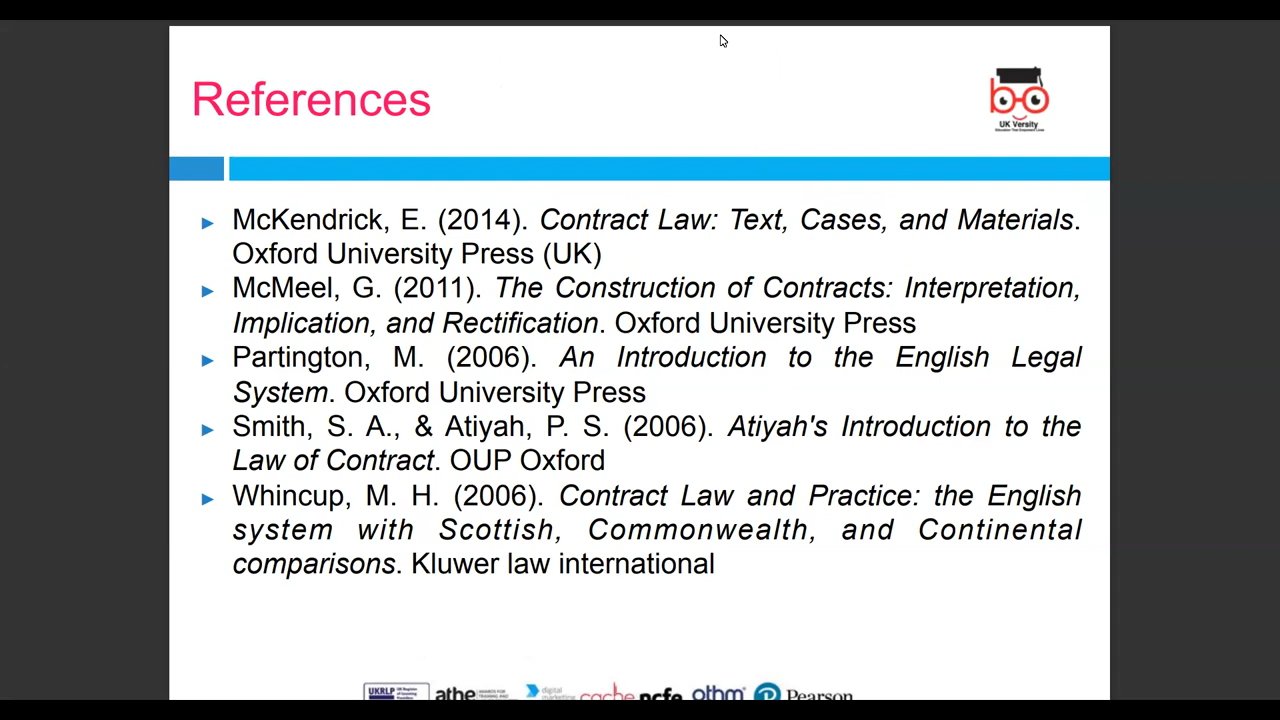 References
UK Versity
McKendrick, E. (2014). Contract Law: Text, Cases, and Materials.
Oxford University Press (UK)
McMeel, G. (2011). The Construction of Contracts: Interpretation,
Implication, and Rectification. Oxford University Press
Partington, M. (2006). An Introduction to the English Legal
System. Oxford University Press
Smith, S. A., & Atiyah, P. S. (2006). Atiyah's Introduction to the
Law of Contract. OUP Oxford
Whincup, M. H. (2006). Contract Law and Practice: the English
system with Scottish, Commonwealth, and Continental
comparisons. Kluwer law international
UKRLP athe digital marketing cache ncfe othm Pearson